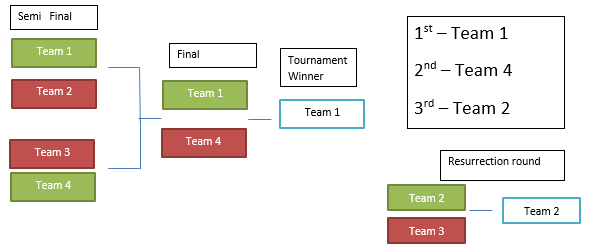 Semi Final
Team 1
Team 2
Team 3
Team 4
Final
Team 1
Team 4
Tournament
Winner
Team 1
1st – Team 1
2nd – Team 4
3rd – Team 2
Resurrection round
Team 2
Team 3
Team 2